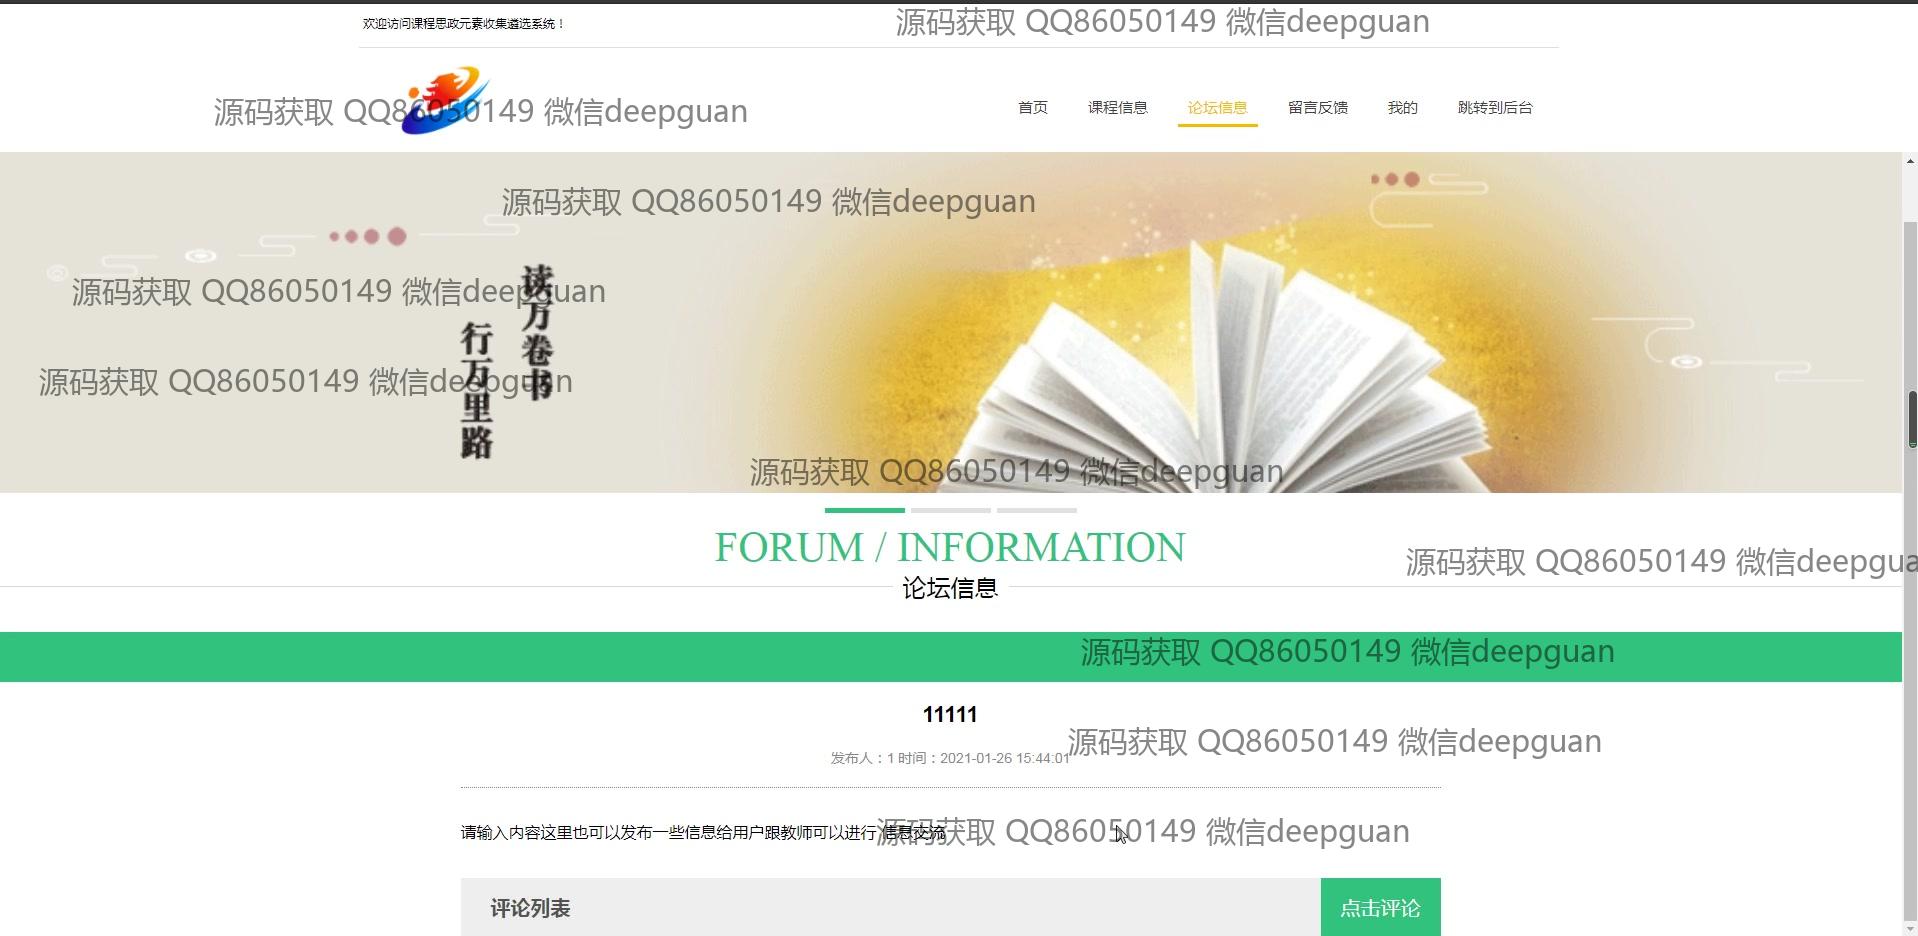 欢迎访问课程思政元素收集遴选系统！
源码获取 QQ86050149 微信deepguan
源码获取 QQ86050149 微信deepguan
首页 课程信息 论坛信息 留言反馈 我的 跳转到后台
源码获取 QQ86050149 微信deepguan
源码获取 QQ86050149 微信deepguan
读万卷书
行万里路
源码获取 QQ86050149 微信deepguan
源码获取 QQ86050149 微信deepguan
FORUM / INFORMATION
源码获取 QQ86050149 微信deepgua
论坛信息
源码获取 QQ86050149 微信deepguan
11111
源码获取 QQ86050149 微信deepguan
发布人：1 时间：2021-01-26 15:44:01
请输入内容这里也可以发布一些信息给用户跟教师可以进行 信息交流
源码获取 QQ86050149 微信deepguan
评论列表
点击评论